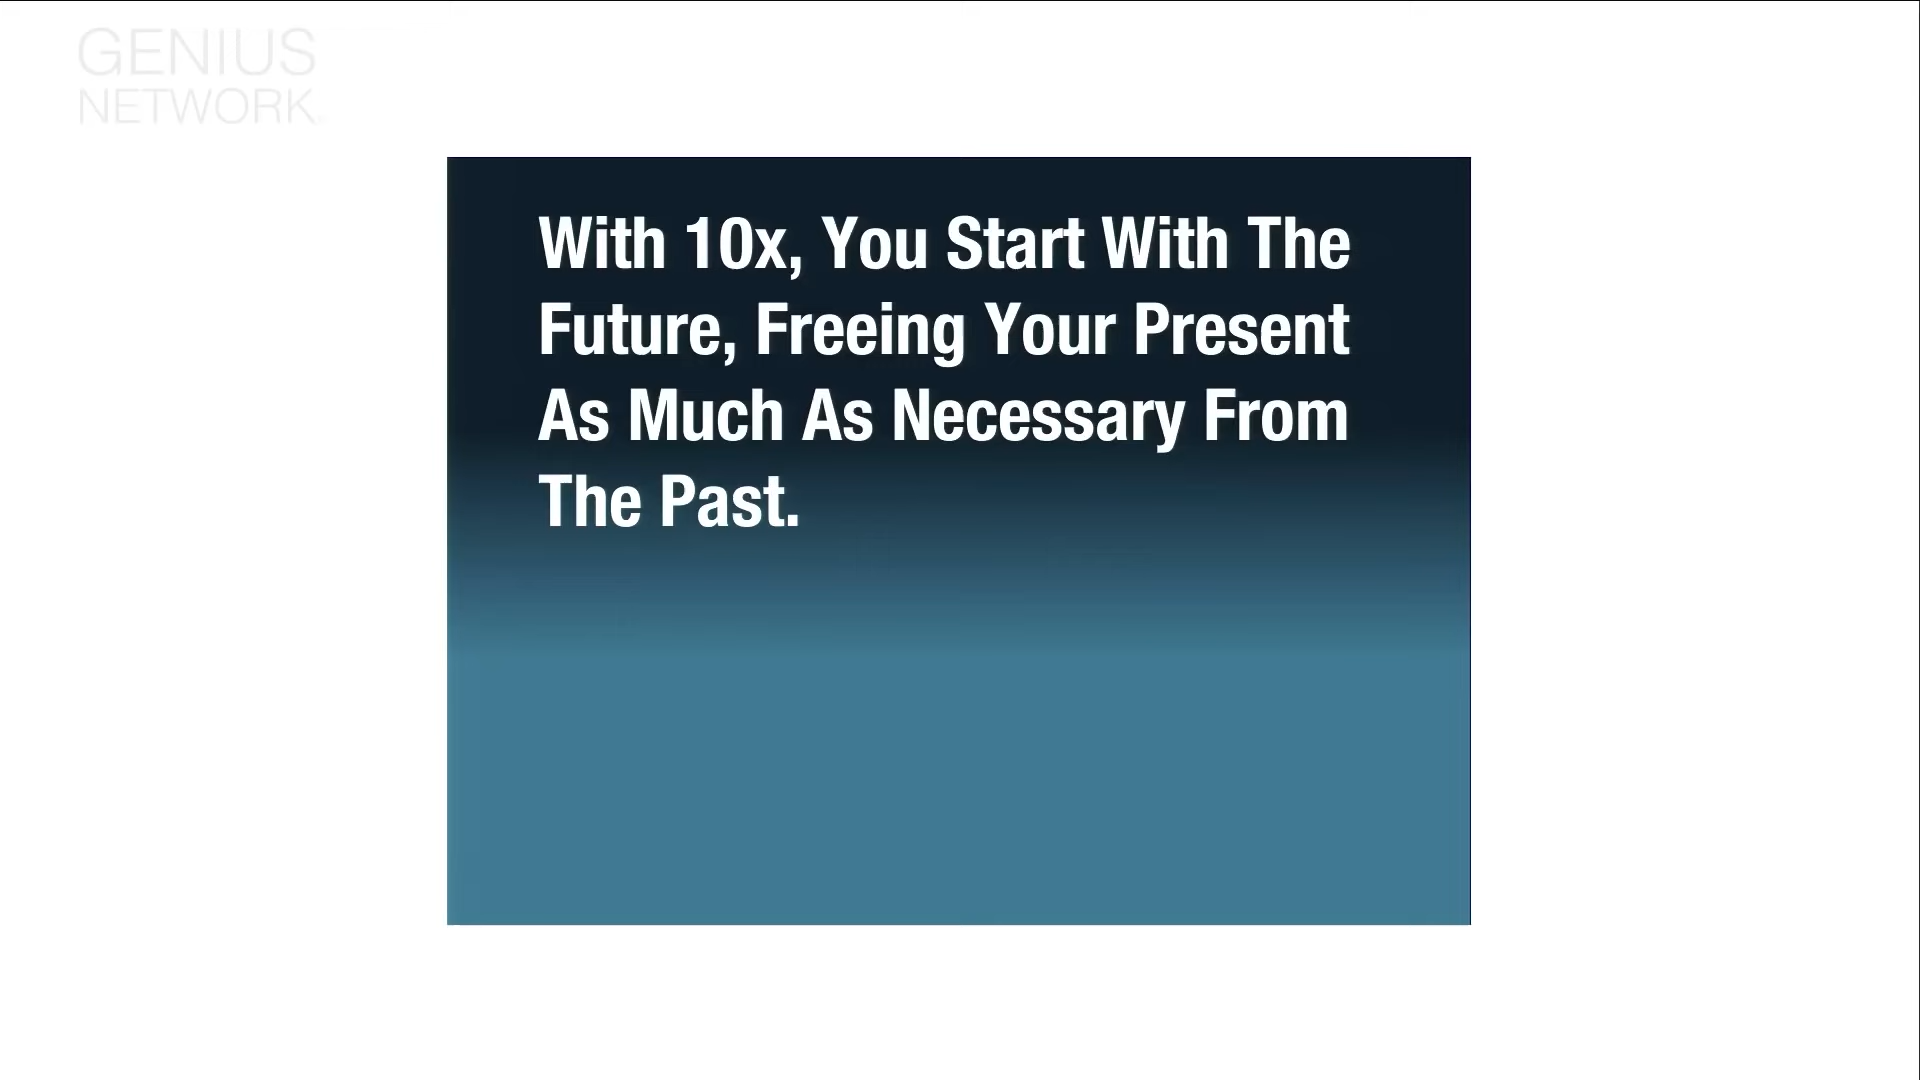 GENIUS
NETWORK
With 10x, You Start With The
Future, Freeing Your Present
As Much As Necessary From
The Past.